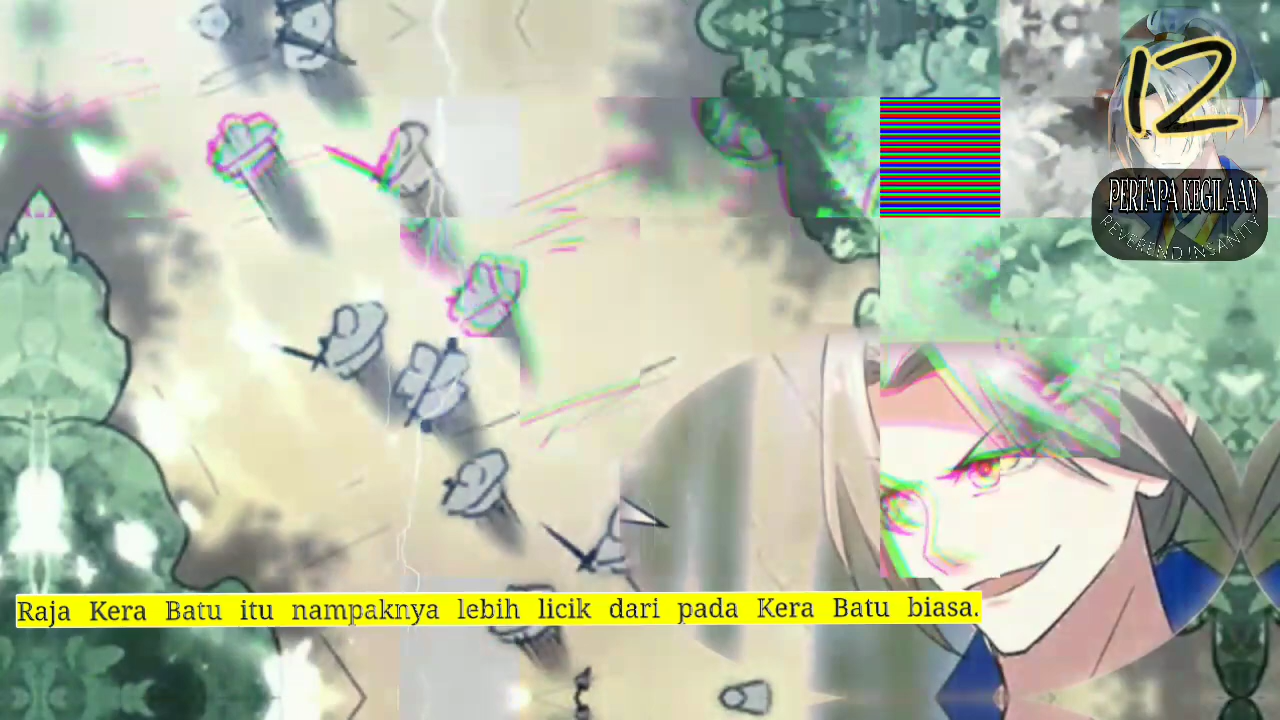 12
PERTAPA KEGILAAN
REVEREND INSANITY
Raja Kera Batu itu nampaknya lebih licik dari pada Kera Batu biasa.